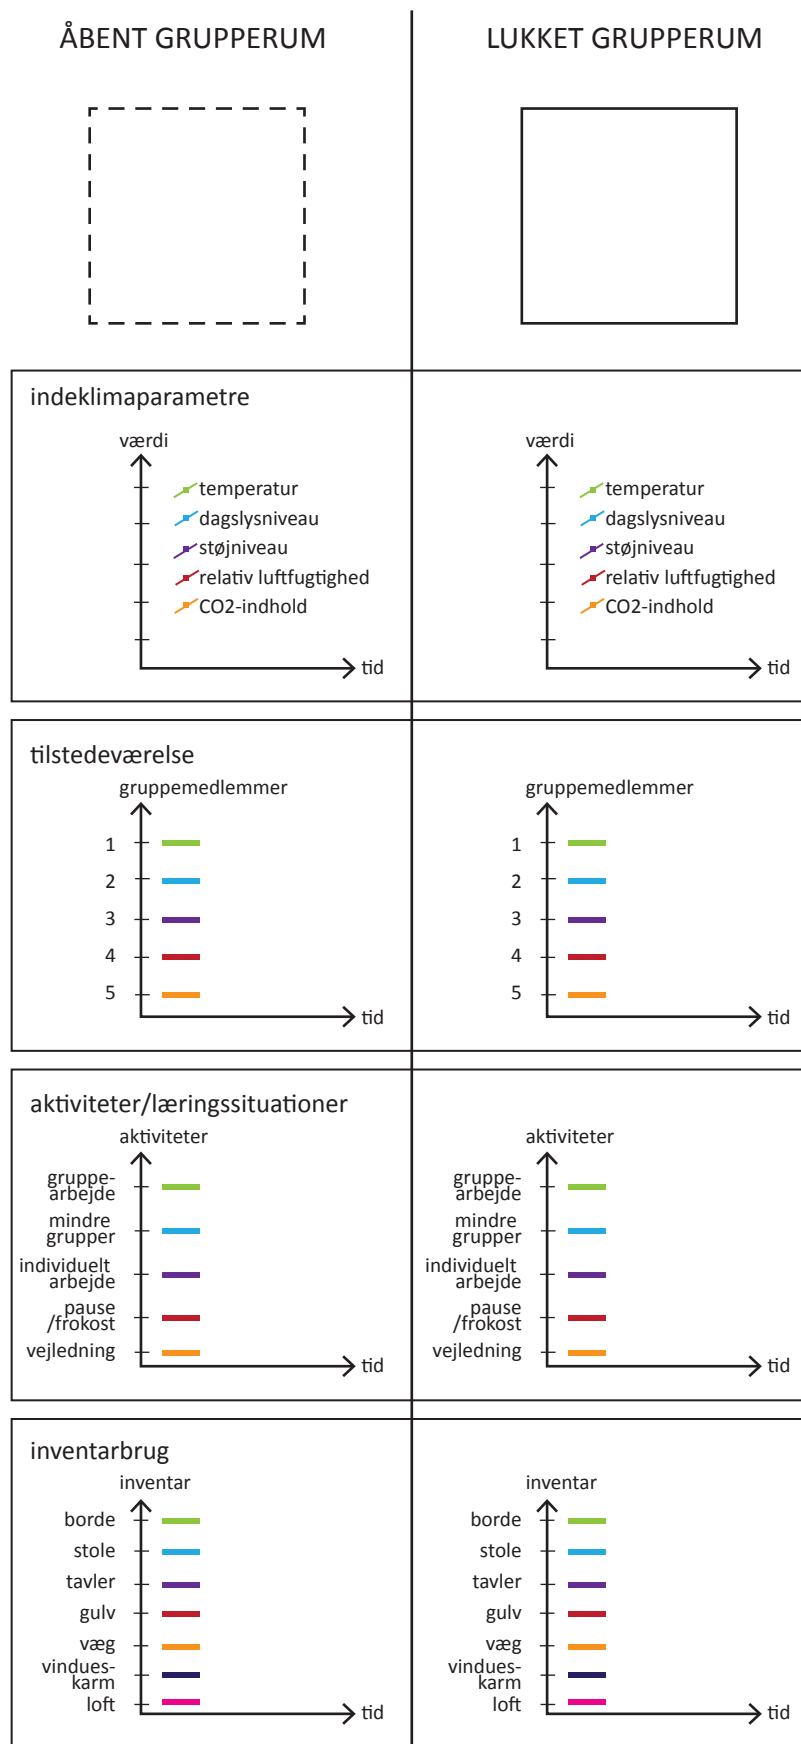 ÅBENT GRUPPERUM
LUKKET GRUPPERUM
indeklimaparametre
værdi
temperatur
dagslysniveau
støjniveau
relativ luftfugtighed
CO2-indhold
tid
værdi
temperatur
dagslysniveau
støjniveau
relativ luftfugtighed
CO2-indhold
tid
tilstedeværelse
gruppemedlemmer
1
2
3
4
5
tid
gruppemedlemmer
1
2
3
4
5
tid
aktiviteter/læringssituationer
aktiviteter
gruppe-
arbejde
mindre
grupper
individuelt
arbejde
pause
/frokost
vejledning
tid
aktiviteter
gruppe-
arbejde
mindre
grupper
individuelt
arbejde
pause
/frokost
vejledning
tid
inventarbrug
inventar
borde
stole
tavler
gulv
væg
vindues-
karm
loft
tid
inventar
borde
stole
tavler
gulv
væg
vindues-
karm
loft
tid